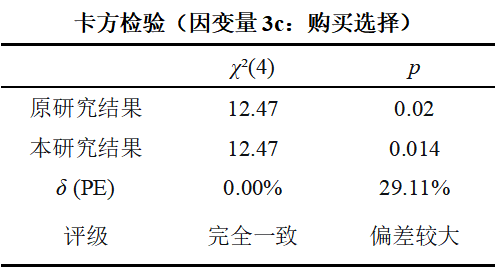 卡方检验（因变量 3c：购买选择）
χ²(4) p
原研究结果 12.47 0.02
本研究结果 12.47 0.014
δ (PE) 0.00% 29.11%
评级 完全一致 偏差较大